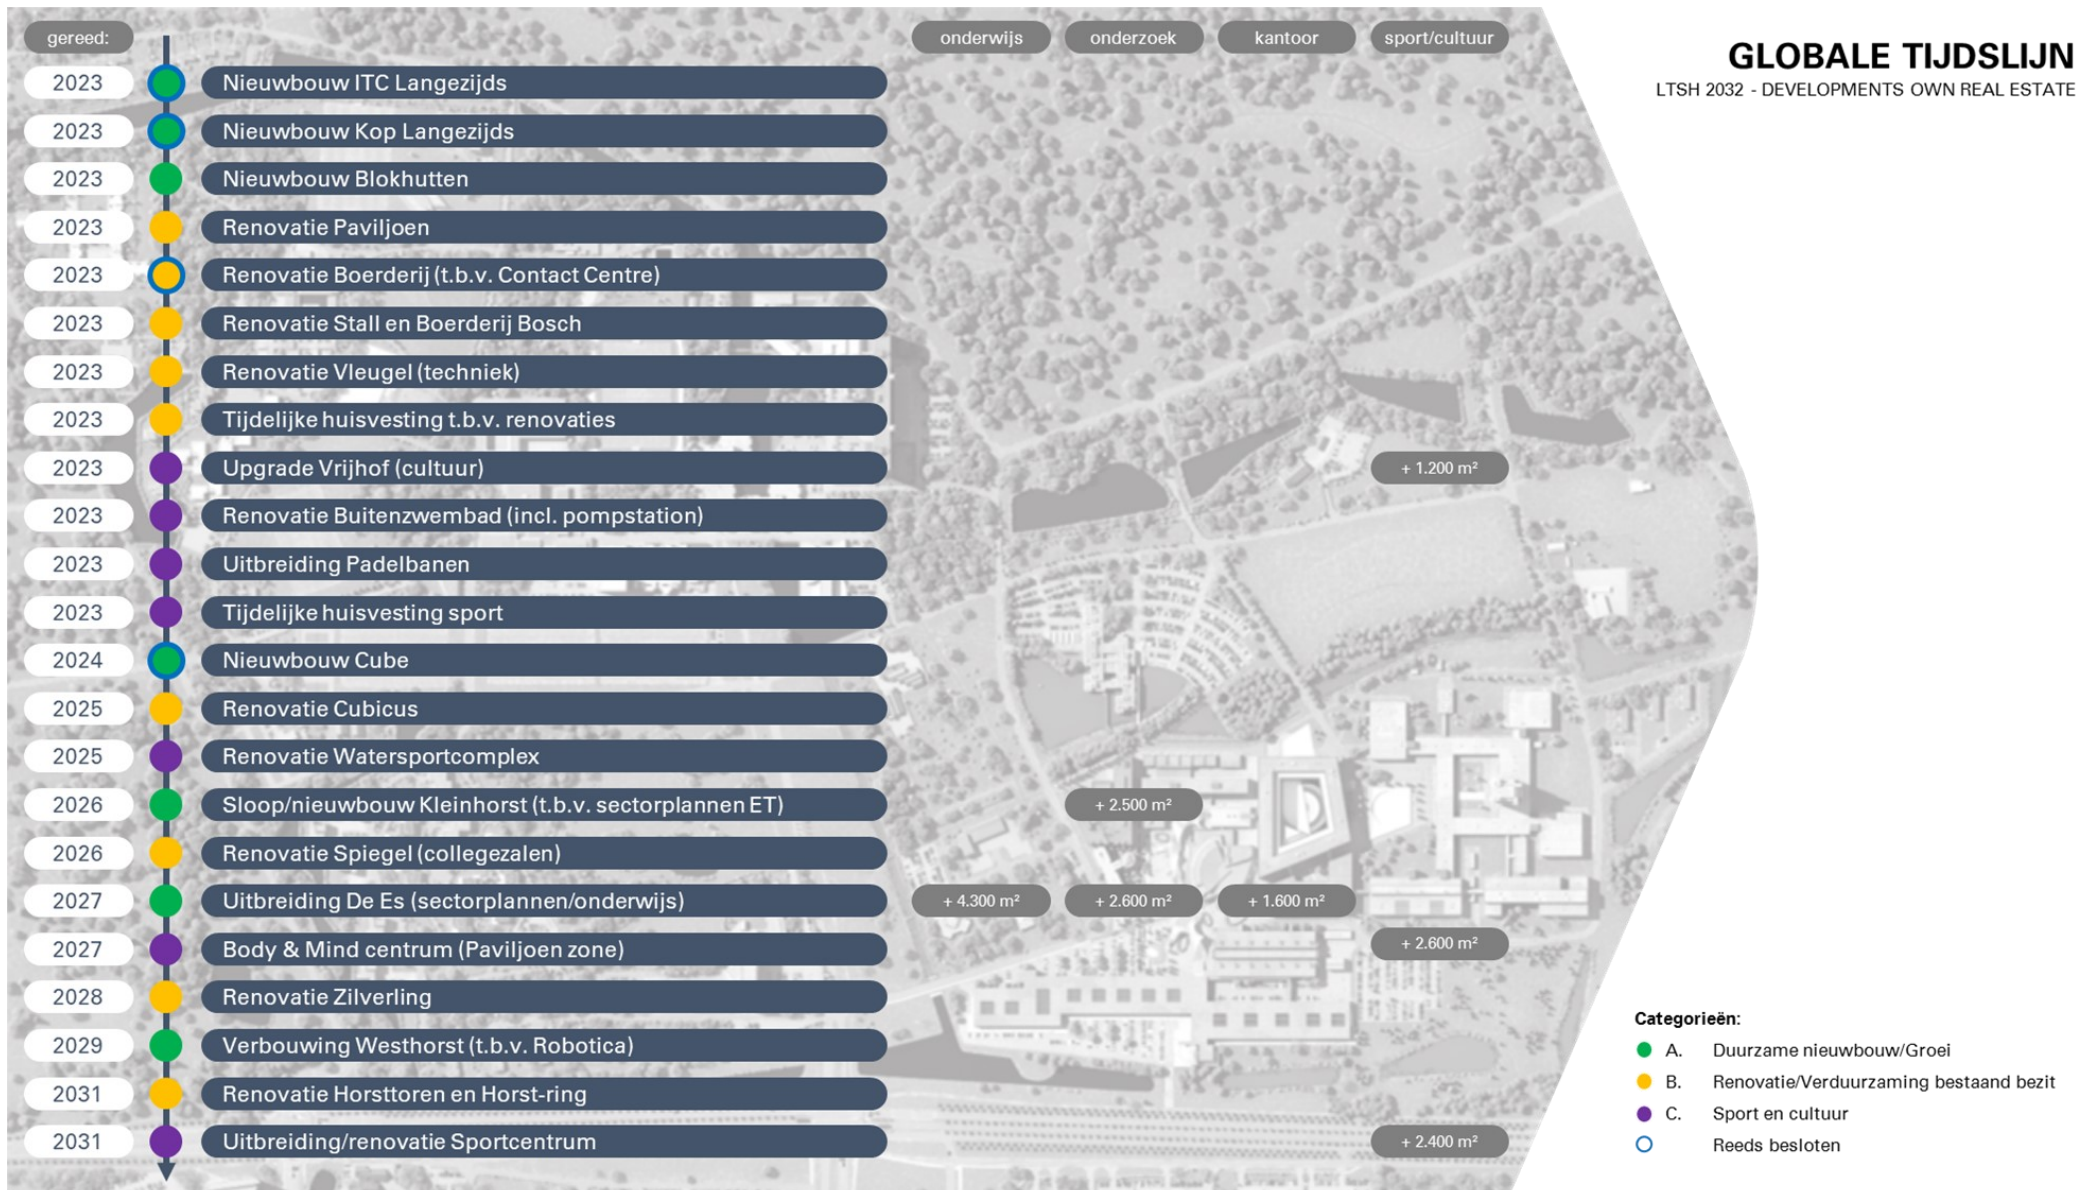 gereed: onderwijs onderzoek kantoor sport/cultuur
GLOBALE TIJDSLIJN
LTSH 2032 - DEVELOPMENTS OWN REAL ESTATE
2023 Nieuwbouw ITC Langezijds
2023 Nieuwbouw Kop Langezijds
2023 Nieuwbouw Blokhutten
2023 Renovatie Paviljoen
2023 Renovatie Boerderij (t.b.v. Contact Centre)
2023 Renovatie Stall en Boerderij Bosch
2023 Renovatie Vleugel (techniek)
2023 Tijdelijke huisvesting t.b.v. renovaties
2023 Upgrade Vrijhof (cultuur) + 1.200 m²
2023 Renovatie Buitenzwembad (incl. pompstation)
2023 Uitbreiding Padelbanen
2023 Tijdelijke huisvesting sport
2024 Nieuwbouw Cube
2025 Renovatie Cubicus
2025 Renovatie Watersportcomplex
2026 Sloop/nieuwbouw Kleinhorst (t.b.v. sectorplannen ET) + 2.500 m²
2026 Renovatie Spiegel (collegezalen)
2027 Uitbreiding De Es (sectorplannen/onderwijs) + 4.300 m² + 2.600 m² + 1.600 m²
2027 Body & Mind centrum (Paviljoen zone) + 2.600 m²
2028 Renovatie Zilverling
2029 Verbouwing Westhorst (t.b.v. Robotica)
2031 Renovatie Horsttoren en Horst-ring
2031 Uitbreiding/renovatie Sportcentrum + 2.400 m²
Categorieën:
A. Duurzame nieuwbouw/Groei
B. Renovatie/Verduurzaming bestaand bezit
C. Sport en cultuur
Reeds besloten